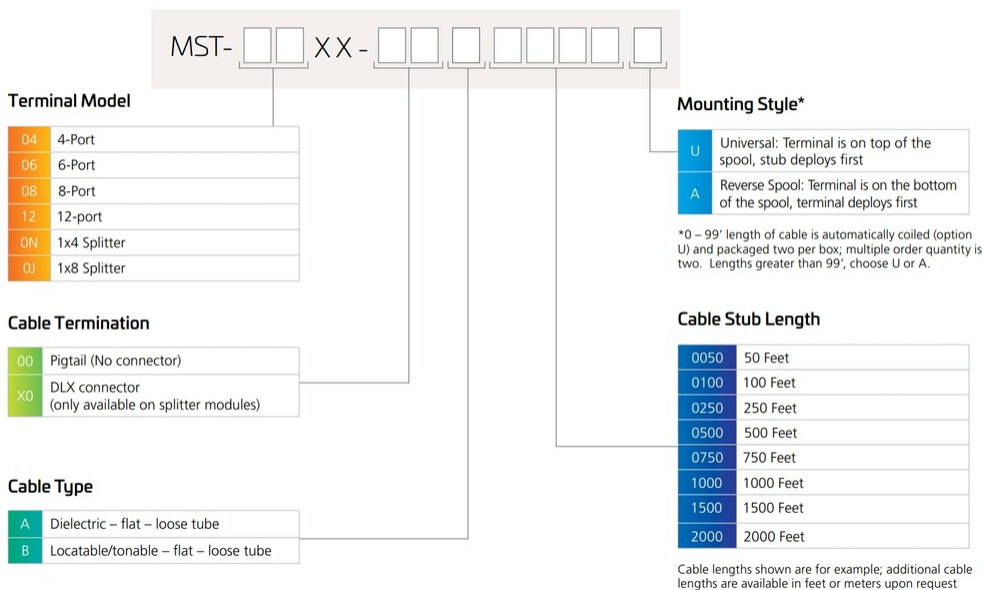 MST- XX -
Terminal Model
04 4-Port
06 6-Port
08 8-Port
12 12-port
0N 1x4 Splitter
0J 1x8 Splitter
Cable Termination
00 Pigtail (No connector)
X0 DLX connector
(only available on splitter modules)
Cable Type
A Dielectric – flat – loose tube
B Locatable/tonable – flat – loose tube
Mounting Style*
U Universal: Terminal is on top of the
spool, stub deploys first
A Reverse Spool: Terminal is on the bottom
of the spool, terminal deploys first
*0 – 99’ length of cable is automatically coiled (option
U) and packaged two per box; multiple order quantity is
two. Lengths greater than 99’, choose U or A.
Cable Stub Length
0050 50 Feet
0100 100 Feet
0250 250 Feet
0500 500 Feet
0750 750 Feet
1000 1000 Feet
1500 1500 Feet
2000 2000 Feet
Cable lengths shown are for example; additional cable
lengths are available in feet or meters upon request